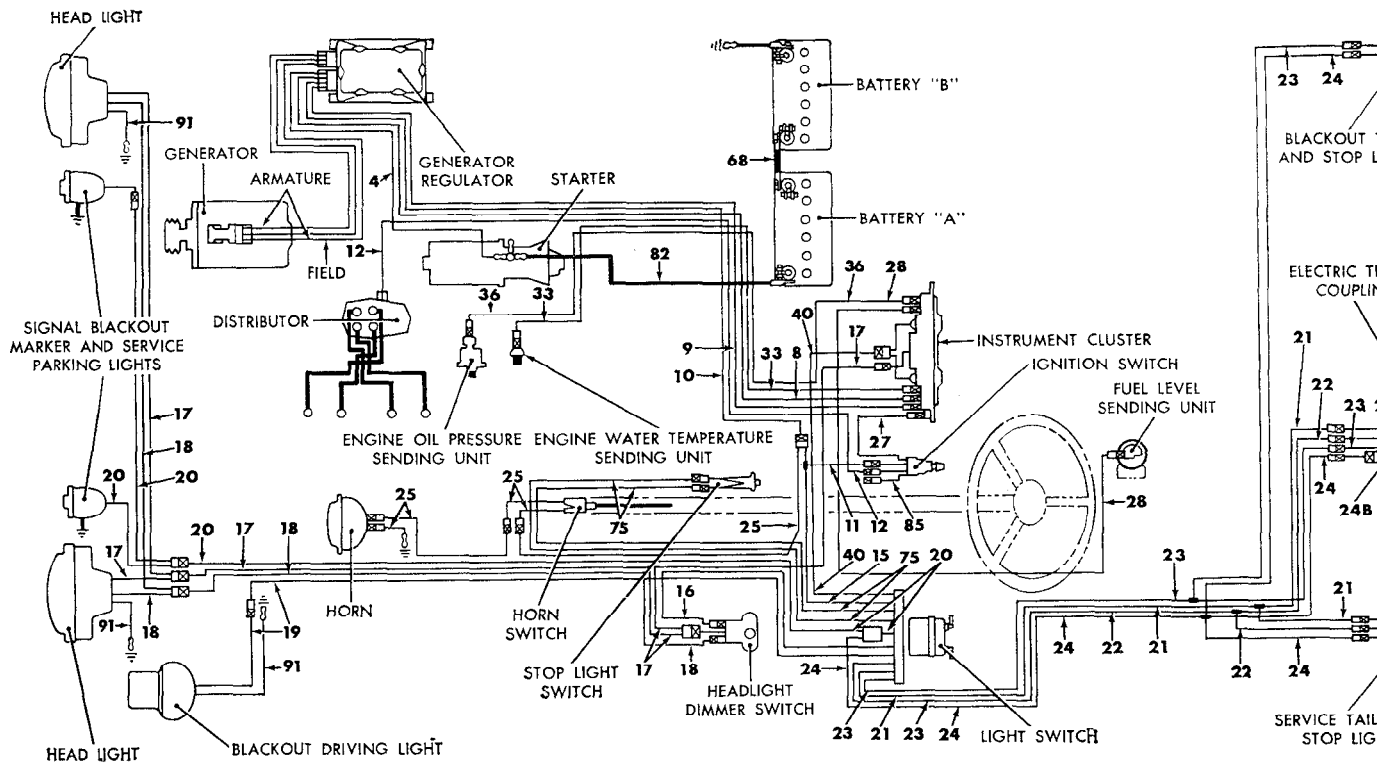 HEAD LIGHT
91
GENERATOR
ARMATURE
FIELD
4
12
GENERATOR
REGULATOR
STARTER
BATTERY "B"
68
BATTERY "A"
82
23
24
BLACKOUT T
AND STOP L
ELECTRIC T
COUPLIN
SIGNAL BLACKOUT
MARKER AND SERVICE
PARKING LIGHTS
DISTRIBUTOR
36
33
9
10
36
28
40
17
33
8
INSTRUMENT CLUSTER
IGNITION SWITCH
FUEL LEVEL
SENDING UNIT
27
21
22
23
24
24B
28
ENGINE OIL PRESSURE
SENDING UNIT
ENGINE WATER TEMPERATURE
SENDING UNIT
17
18
20
20
25
25
75
25
11
12
85
20
17
18
17
18
91
19
91
HORN
HORN
SWITCH
STOP LIGHT
SWITCH
16
17
18
HEADLIGHT
DIMMER SWITCH
40
15
75
20
24
23
21
23
24
LIGHT SWITCH
23
24
22
21
21
22
24
SERVICE TAIL
STOP LIG
HEAD LIGHT
BLACKOUT DRIVING LIGHT